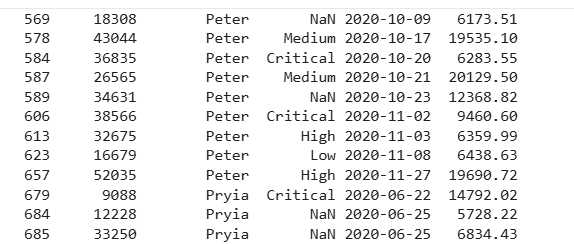 569 18308 Peter NaN 2020-10-09 6173.51
578 43044 Peter Medium 2020-10-17 19535.10
584 36835 Peter Critical 2020-10-20 6283.55
587 26565 Peter Medium 2020-10-21 20129.50
589 34631 Peter NaN 2020-10-23 12368.82
606 38566 Peter Critical 2020-11-02 9460.60
613 32675 Peter High 2020-11-03 6359.99
623 16679 Peter Low 2020-11-08 6438.63
657 52035 Peter High 2020-11-27 19690.72
679 9088 Pryia Critical 2020-06-22 14792.02
684 12228 Pryia NaN 2020-06-25 5728.22
685 33250 Pryia NaN 2020-06-25 6834.43